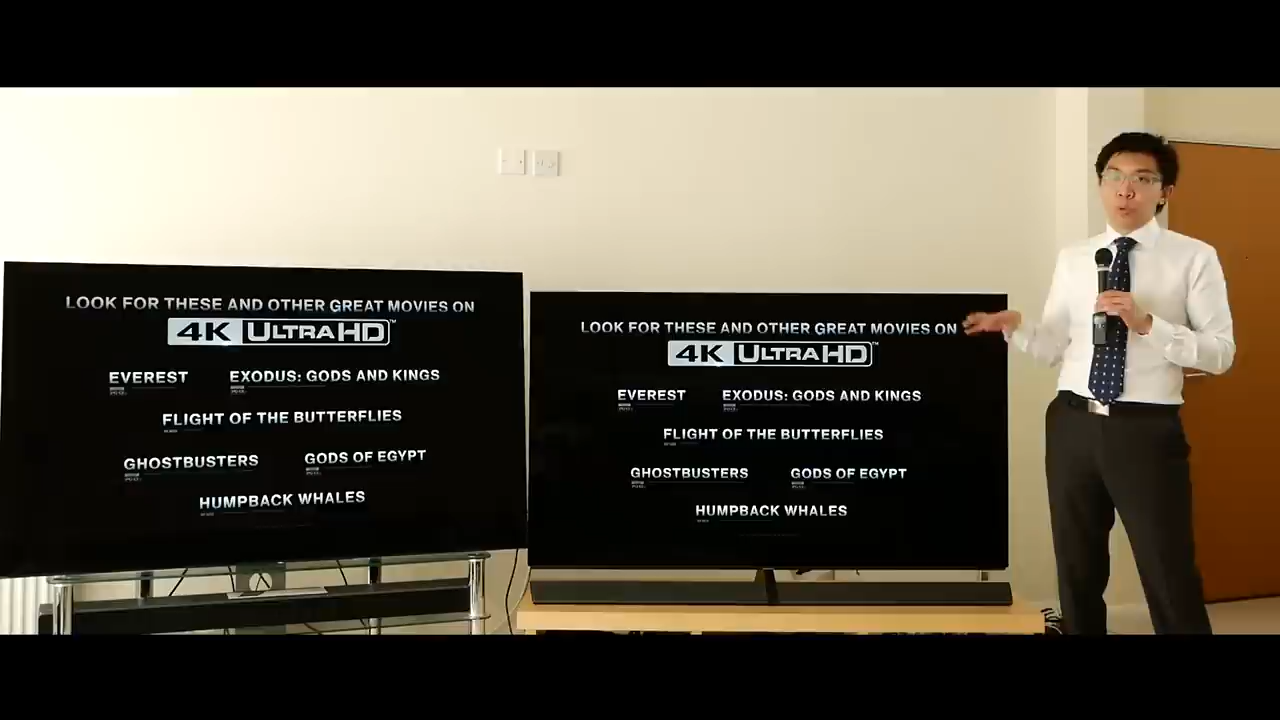 LOOK FOR THESE AND OTHER GREAT MOVIES ON
4K ULTRA HD™
EVEREST EXODUS: GODS AND KINGS
FLIGHT OF THE BUTTERFLIES
GHOSTBUSTERS GODS OF EGYPT
HUMPBACK WHALES
LOOK FOR THESE AND OTHER GREAT MOVIES ON
4K ULTRA HD™
EVEREST EXODUS: GODS AND KINGS
FLIGHT OF THE BUTTERFLIES
GHOSTBUSTERS GODS OF EGYPT
HUMPBACK WHALES